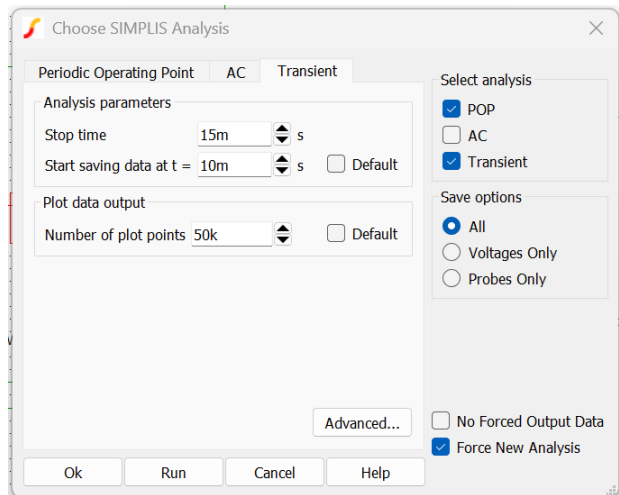 Choose SIMPLIS Analysis
Periodic Operating Point AC Transient
Analysis parameters
Stop time 15m s
Start saving data at t = 10m s Default
Plot data output
Number of plot points 50k Default
Advanced...
Select analysis
POP
AC
Transient
Save options
All
Voltages Only
Probes Only
No Forced Output Data
Force New Analysis
Ok Run Cancel Help